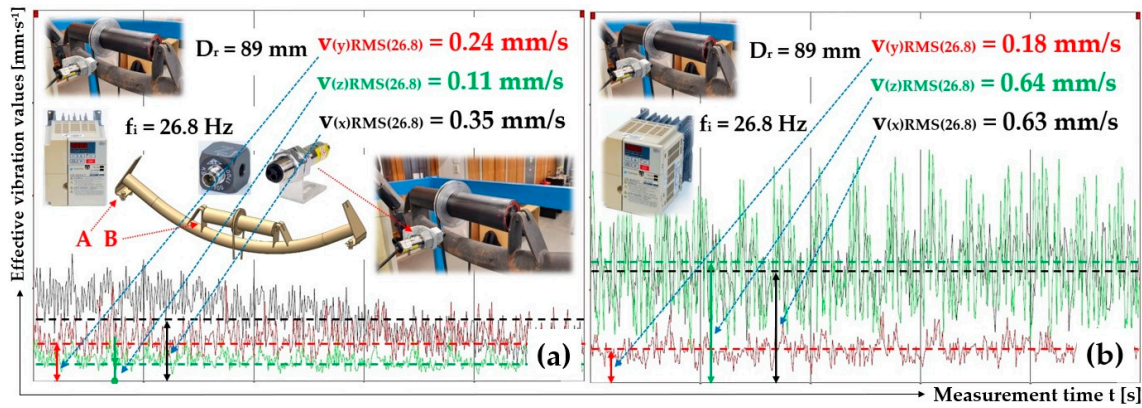 Effective vibration values [mm·s⁻¹]
Dᵣ = 89 mm
v(y)RMS(26.8) = 0.24 mm/s
v(z)RMS(26.8) = 0.11 mm/s
fᵢ = 26.8 Hz
v(x)RMS(26.8) = 0.35 mm/s
A B
(a)
Dᵣ = 89 mm
v(y)RMS(26.8) = 0.18 mm/s
v(z)RMS(26.8) = 0.64 mm/s
fᵢ = 26.8 Hz
v(x)RMS(26.8) = 0.63 mm/s
(b)
Measurement time t [s]